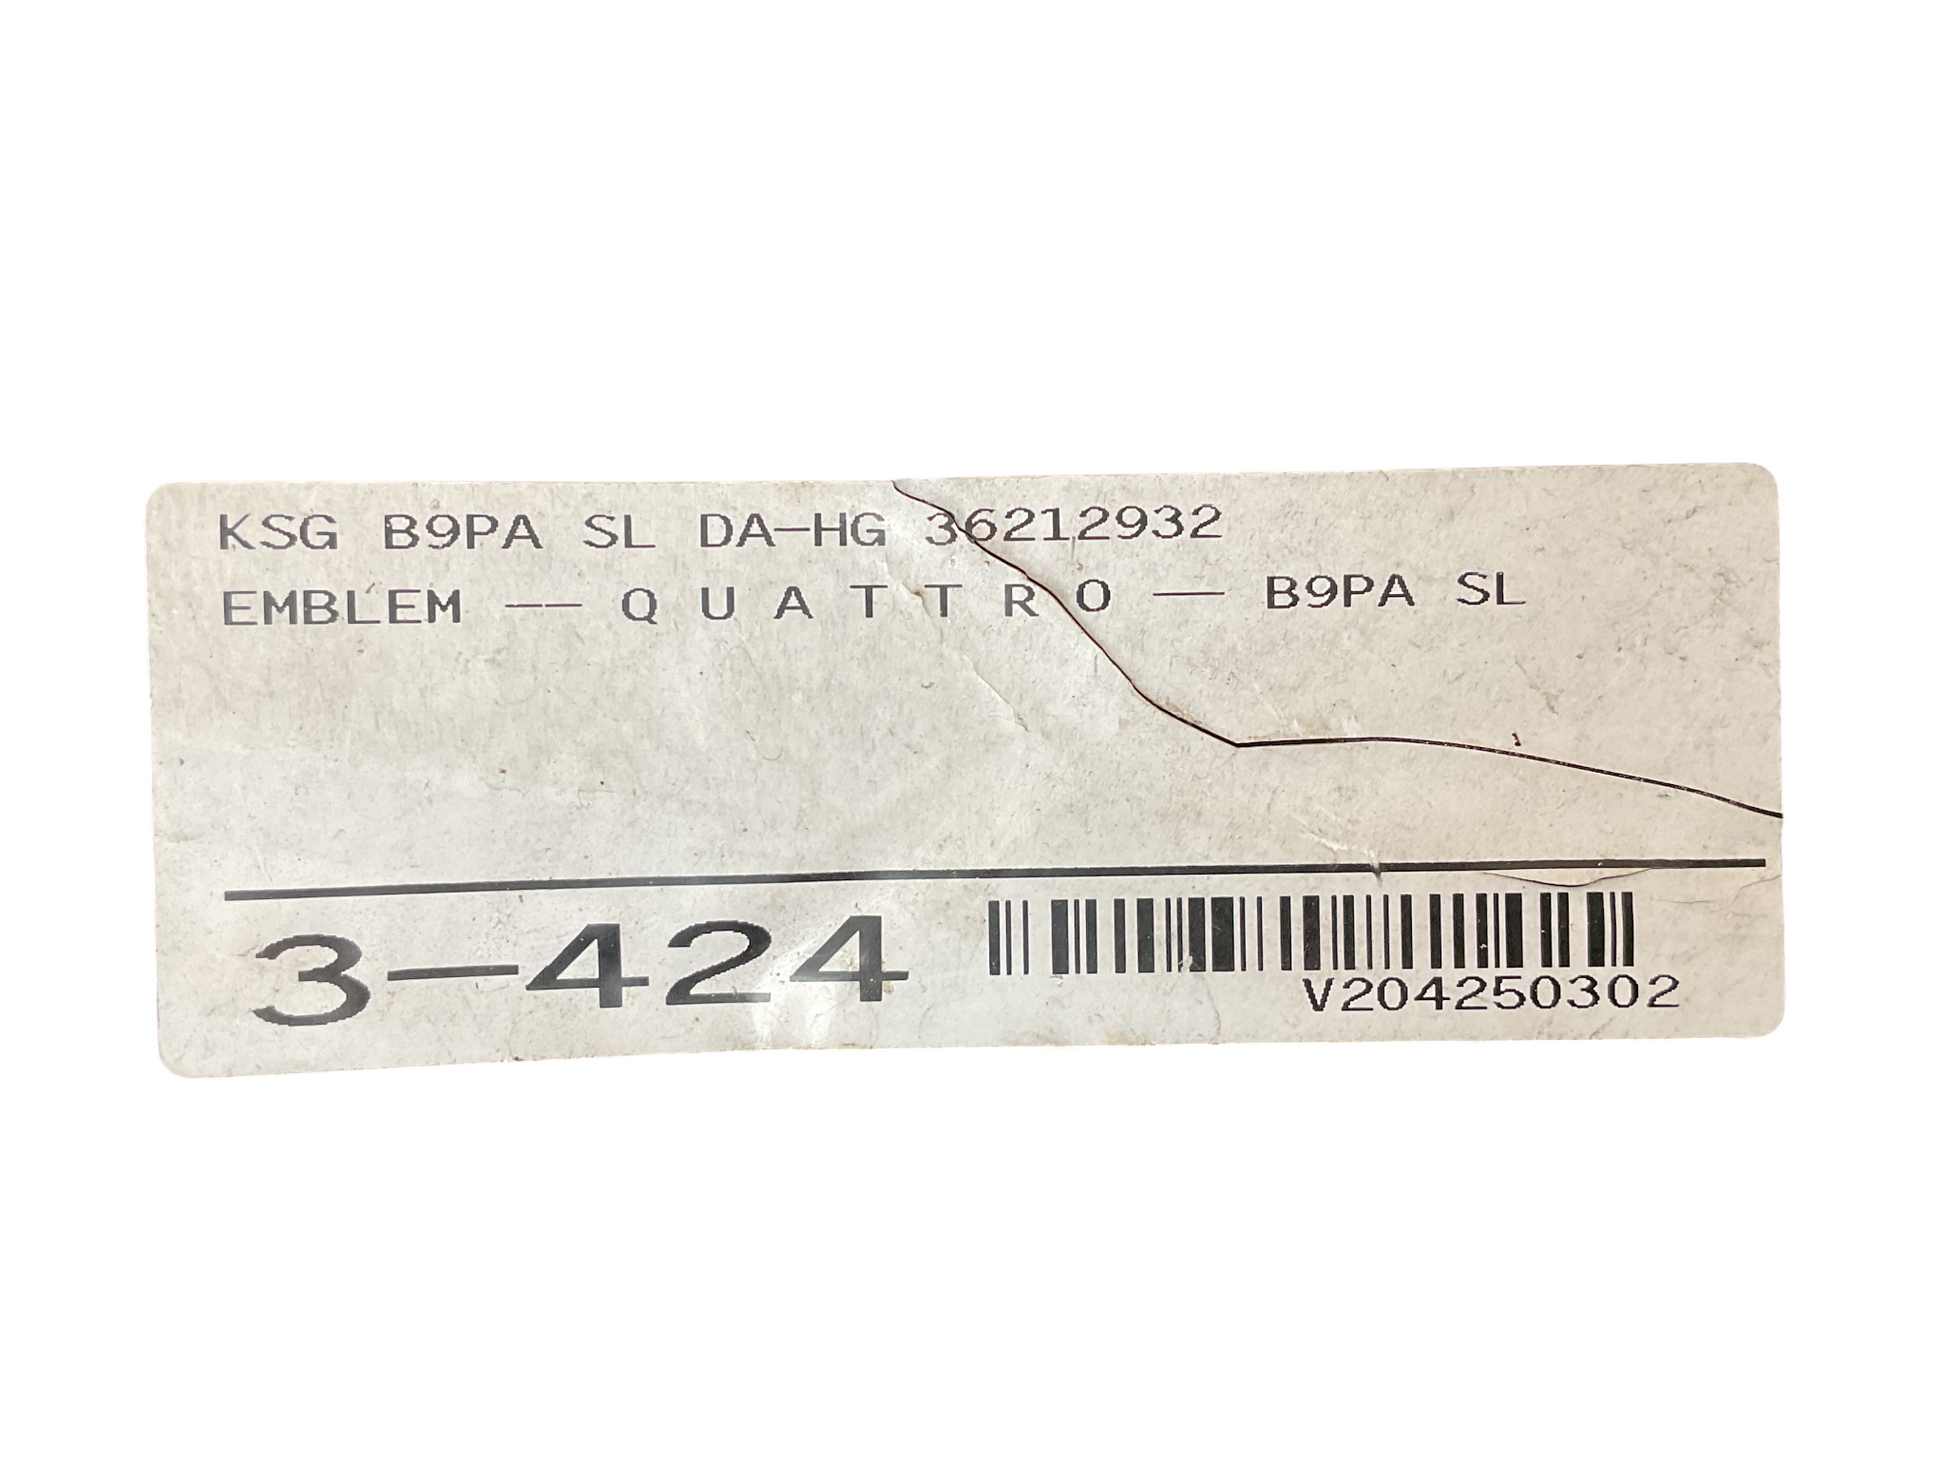 KSG B9PA SL DA-HG 36212932
EMBLEM -- Q U A T T R O - B9PA SL
3-424
V204250302